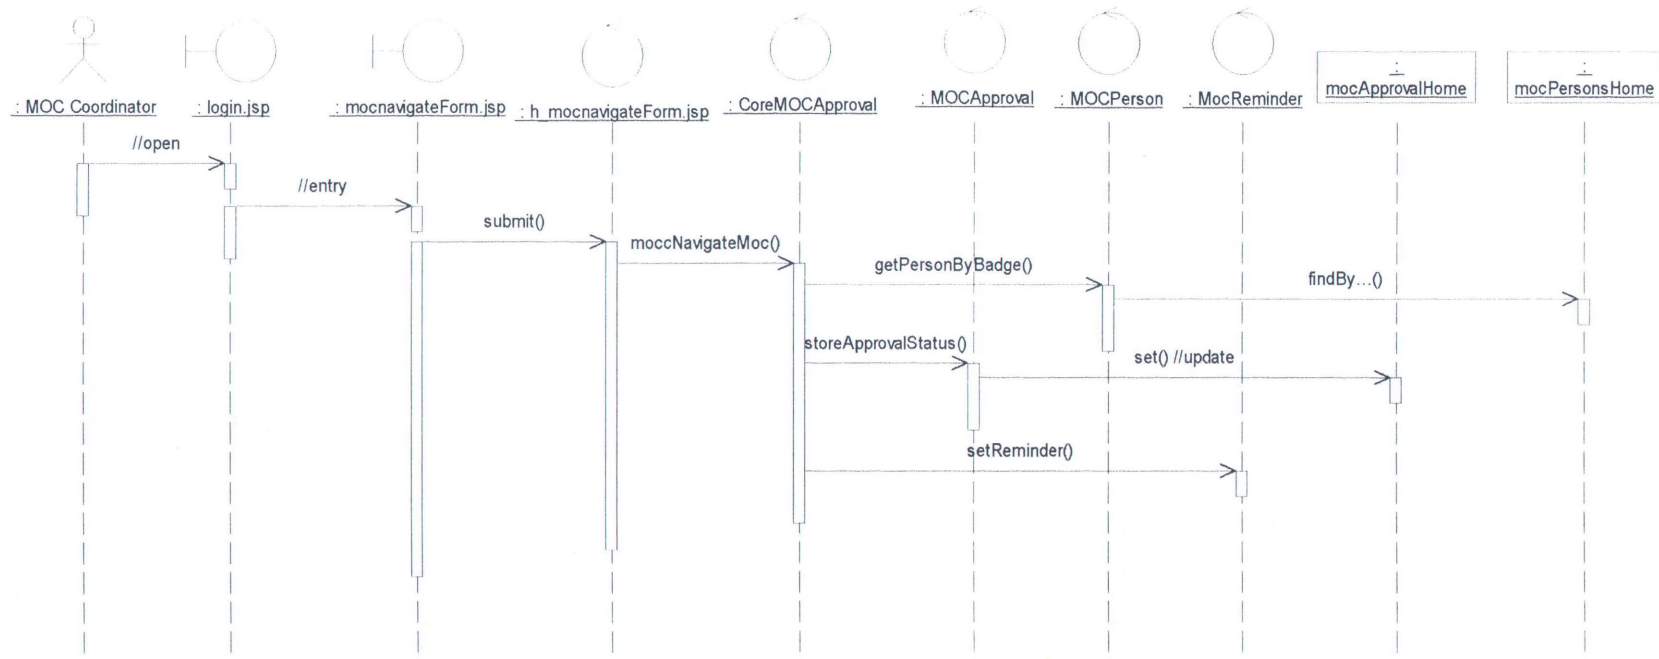 : MOC Coordinator
: login.jsp
: mocnavigateForm.jsp
: h_mocnavigateForm.jsp
: CoreMOCApproval
: MOCApproval
: MOCPerson
: MocReminder
:
mocApprovalHome
:
mocPersonsHome
//open
//entry
submit()
moccNavigateMoc()
getPersonByBadge()
findBy...()
storeApprovalStatus()
set() //update
setReminder()